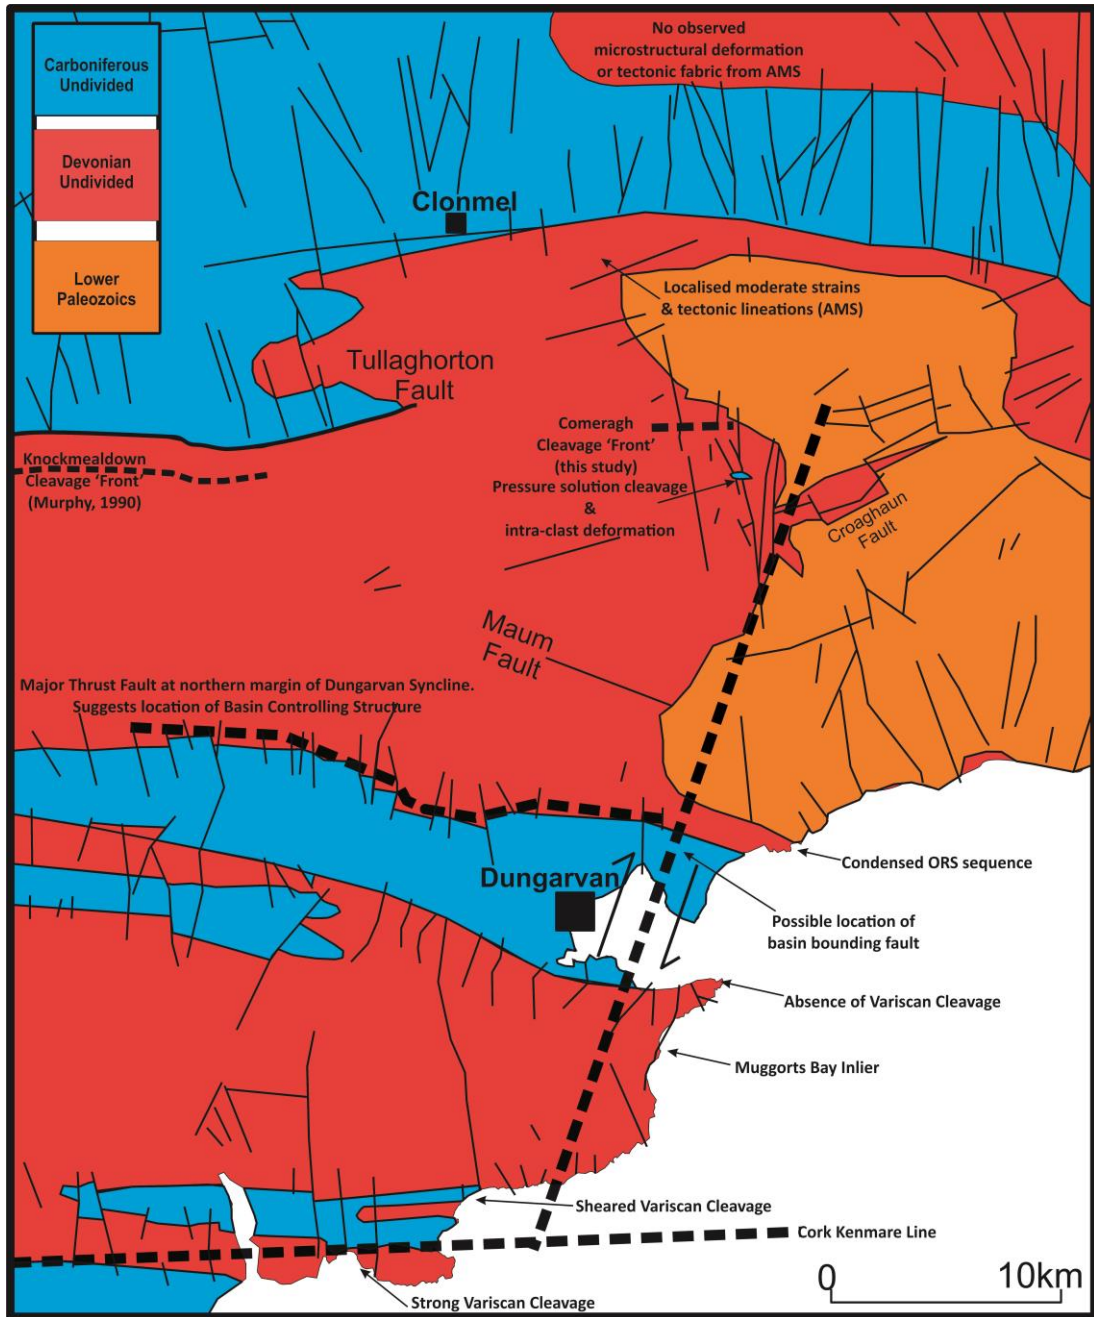 Carboniferous
Undivided
Devonian
Undivided
Lower
Paleozoics
No observed
microstructural deformation
or tectonic fabric from AMS
Clonmel
Localised moderate strains
& tectonic lineations (AMS)
Tullaghorton
Fault
Comeragh
Cleavage 'Front'
(this study)
Pressure solution cleavage
&
intra-clast deformation
Knockmealdown
Cleavage 'Front'
(Murphy, 1990)
Croaghaun
Fault
Maum
Fault
Major Thrust Fault at northern margin of Dungarvan Syncline.
Suggests location of Basin Controlling Structure
Condensed ORS sequence
Dungarvan
Possible location of
basin bounding fault
Absence of Variscan Cleavage
Muggorts Bay Inlier
Sheared Variscan Cleavage
Cork Kenmare Line
0 10km
Strong Variscan Cleavage